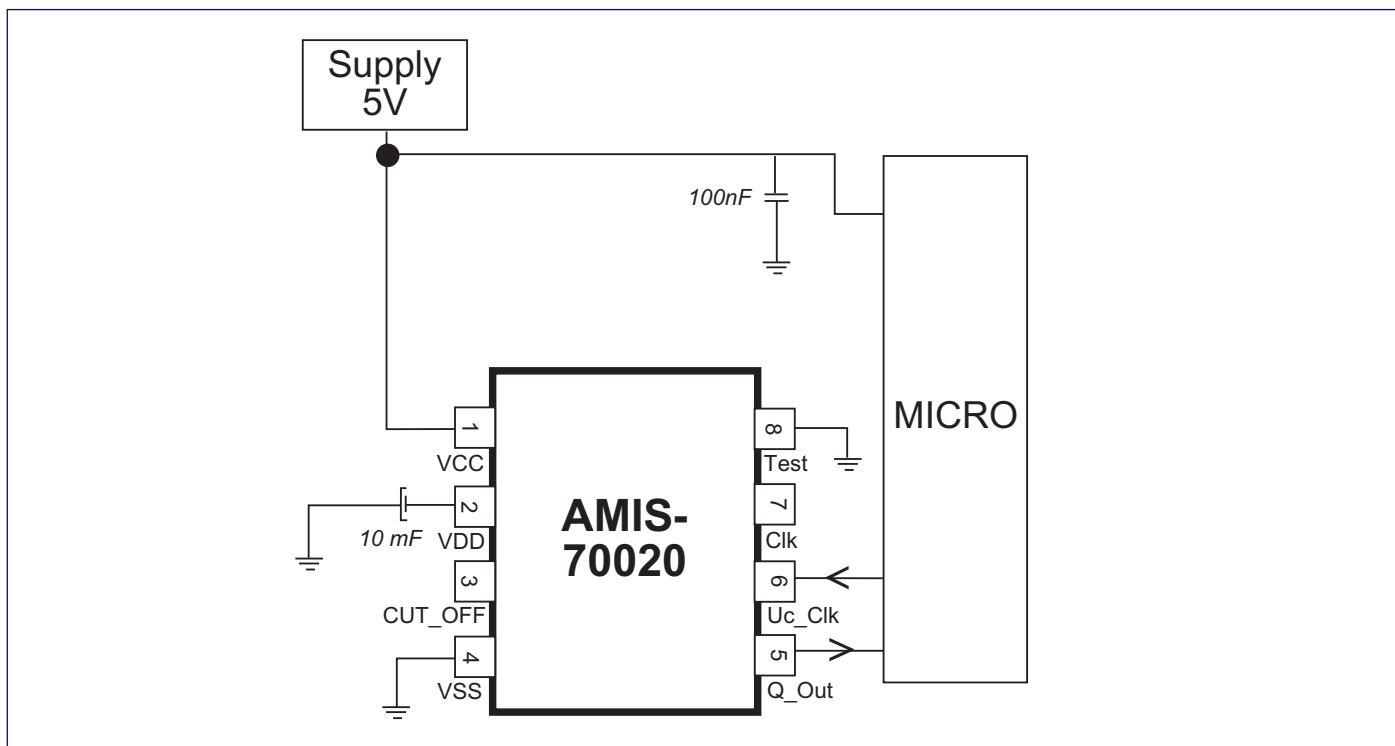 Supply
5V
100nF
MICRO
1
VCC
10 mF
2
VDD
3
CUT_OFF
4
VSS
AMIS-
70020
8
Test
7
Clk
6
Uc_Clk
5
Q_Out